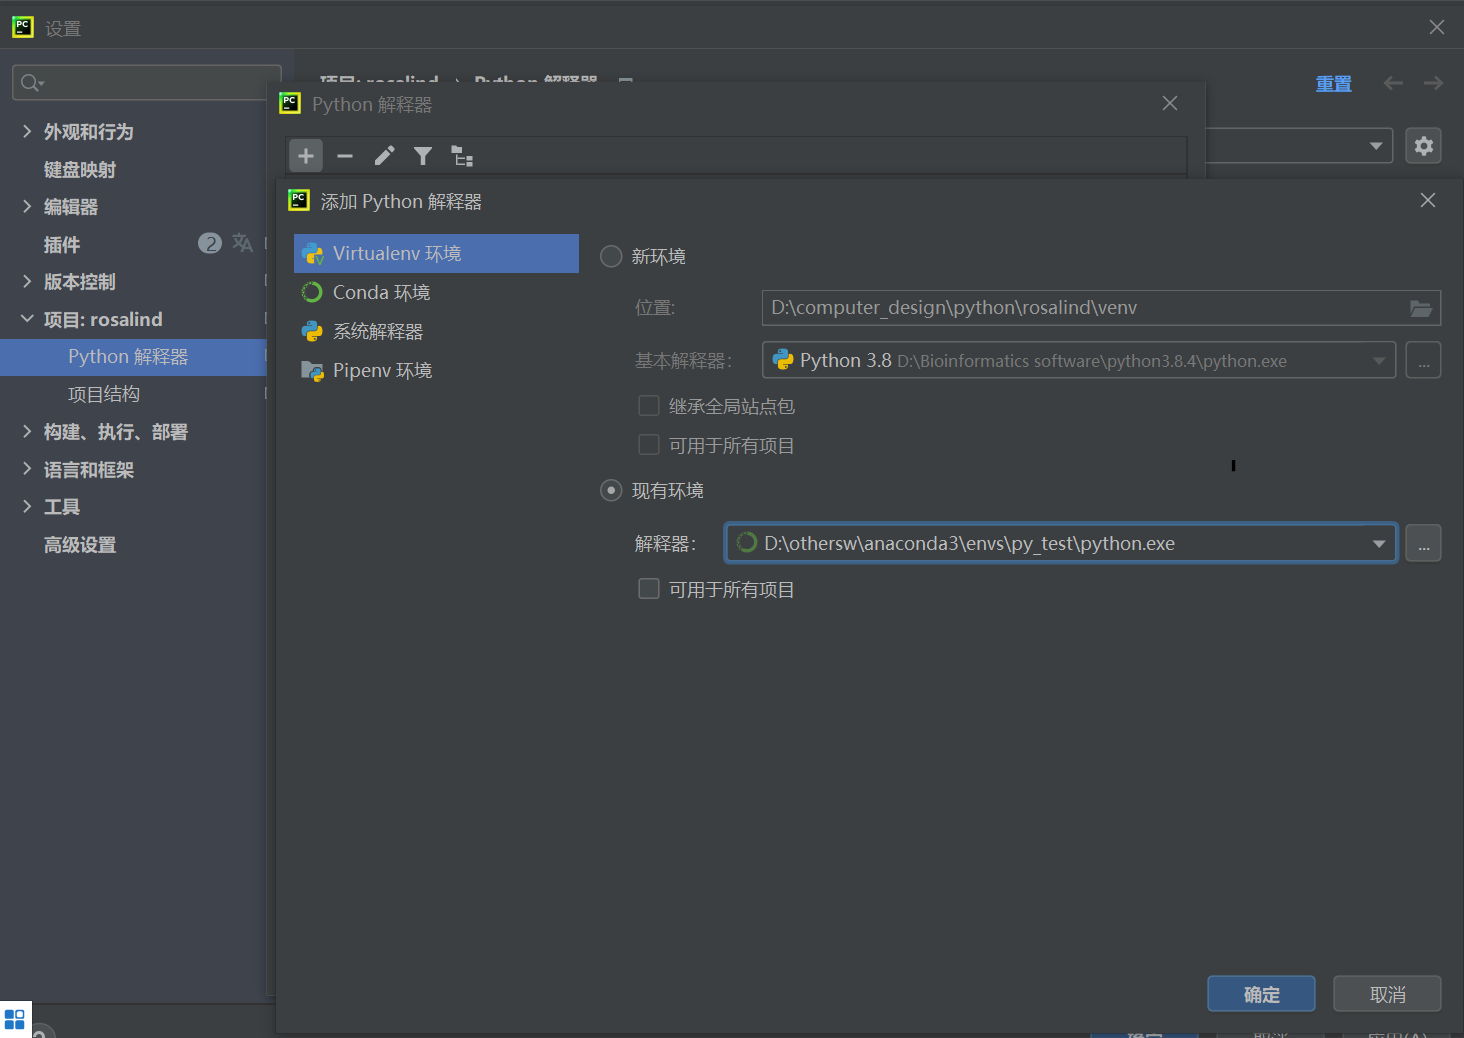 设置
项目: rosalind › Python 解释器
重置
Python 解释器
外观和行为
键盘映射
编辑器
插件 2
版本控制
项目: rosalind
Python 解释器
项目结构
构建、执行、部署
语言和框架
工具
高级设置
添加 Python 解释器
Virtualenv 环境
Conda 环境
系统解释器
Pipenv 环境
新环境
位置: D:\computer_design\python\rosalind\venv
基本解释器: Python 3.8 D:\Bioinformatics software\python3.8.4\python.exe ...
继承全局站点包
可用于所有项目
现有环境
解释器: D:\othersw\anaconda3\envs\py_test\python.exe ...
可用于所有项目
确定 取消